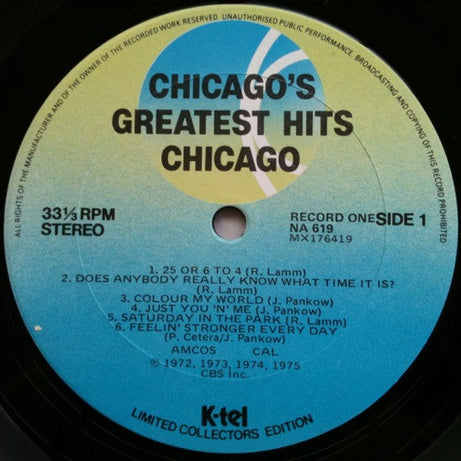 ALL RIGHTS OF THE MANUFACTURER AND OF THE OWNER OF THE RECORDED WORK RESERVED. UNAUTHORISED PUBLIC PERFORMANCE, BROADCASTING AND COPYING OF THIS RECORD PROHIBITED
CHICAGO'S
GREATEST HITS
CHICAGO
33⅓ RPM
STEREO
RECORD ONE SIDE 1
NA 619
MX176419
1. 25 OR 6 TO 4 (R. Lamm)
2. DOES ANYBODY REALLY KNOW WHAT TIME IT IS?
(R. Lamm)
3. COLOUR MY WORLD (J. Pankow)
4. JUST YOU 'N' ME (J. Pankow)
5. SATURDAY IN THE PARK (R. Lamm)
6. FEELIN' STRONGER EVERY DAY
(P. Cetera/J. Pankow)
AMCOS CAL
℗ 1972, 1973, 1974, 1975
CBS Inc.
K-tel
LIMITED COLLECTORS EDITION